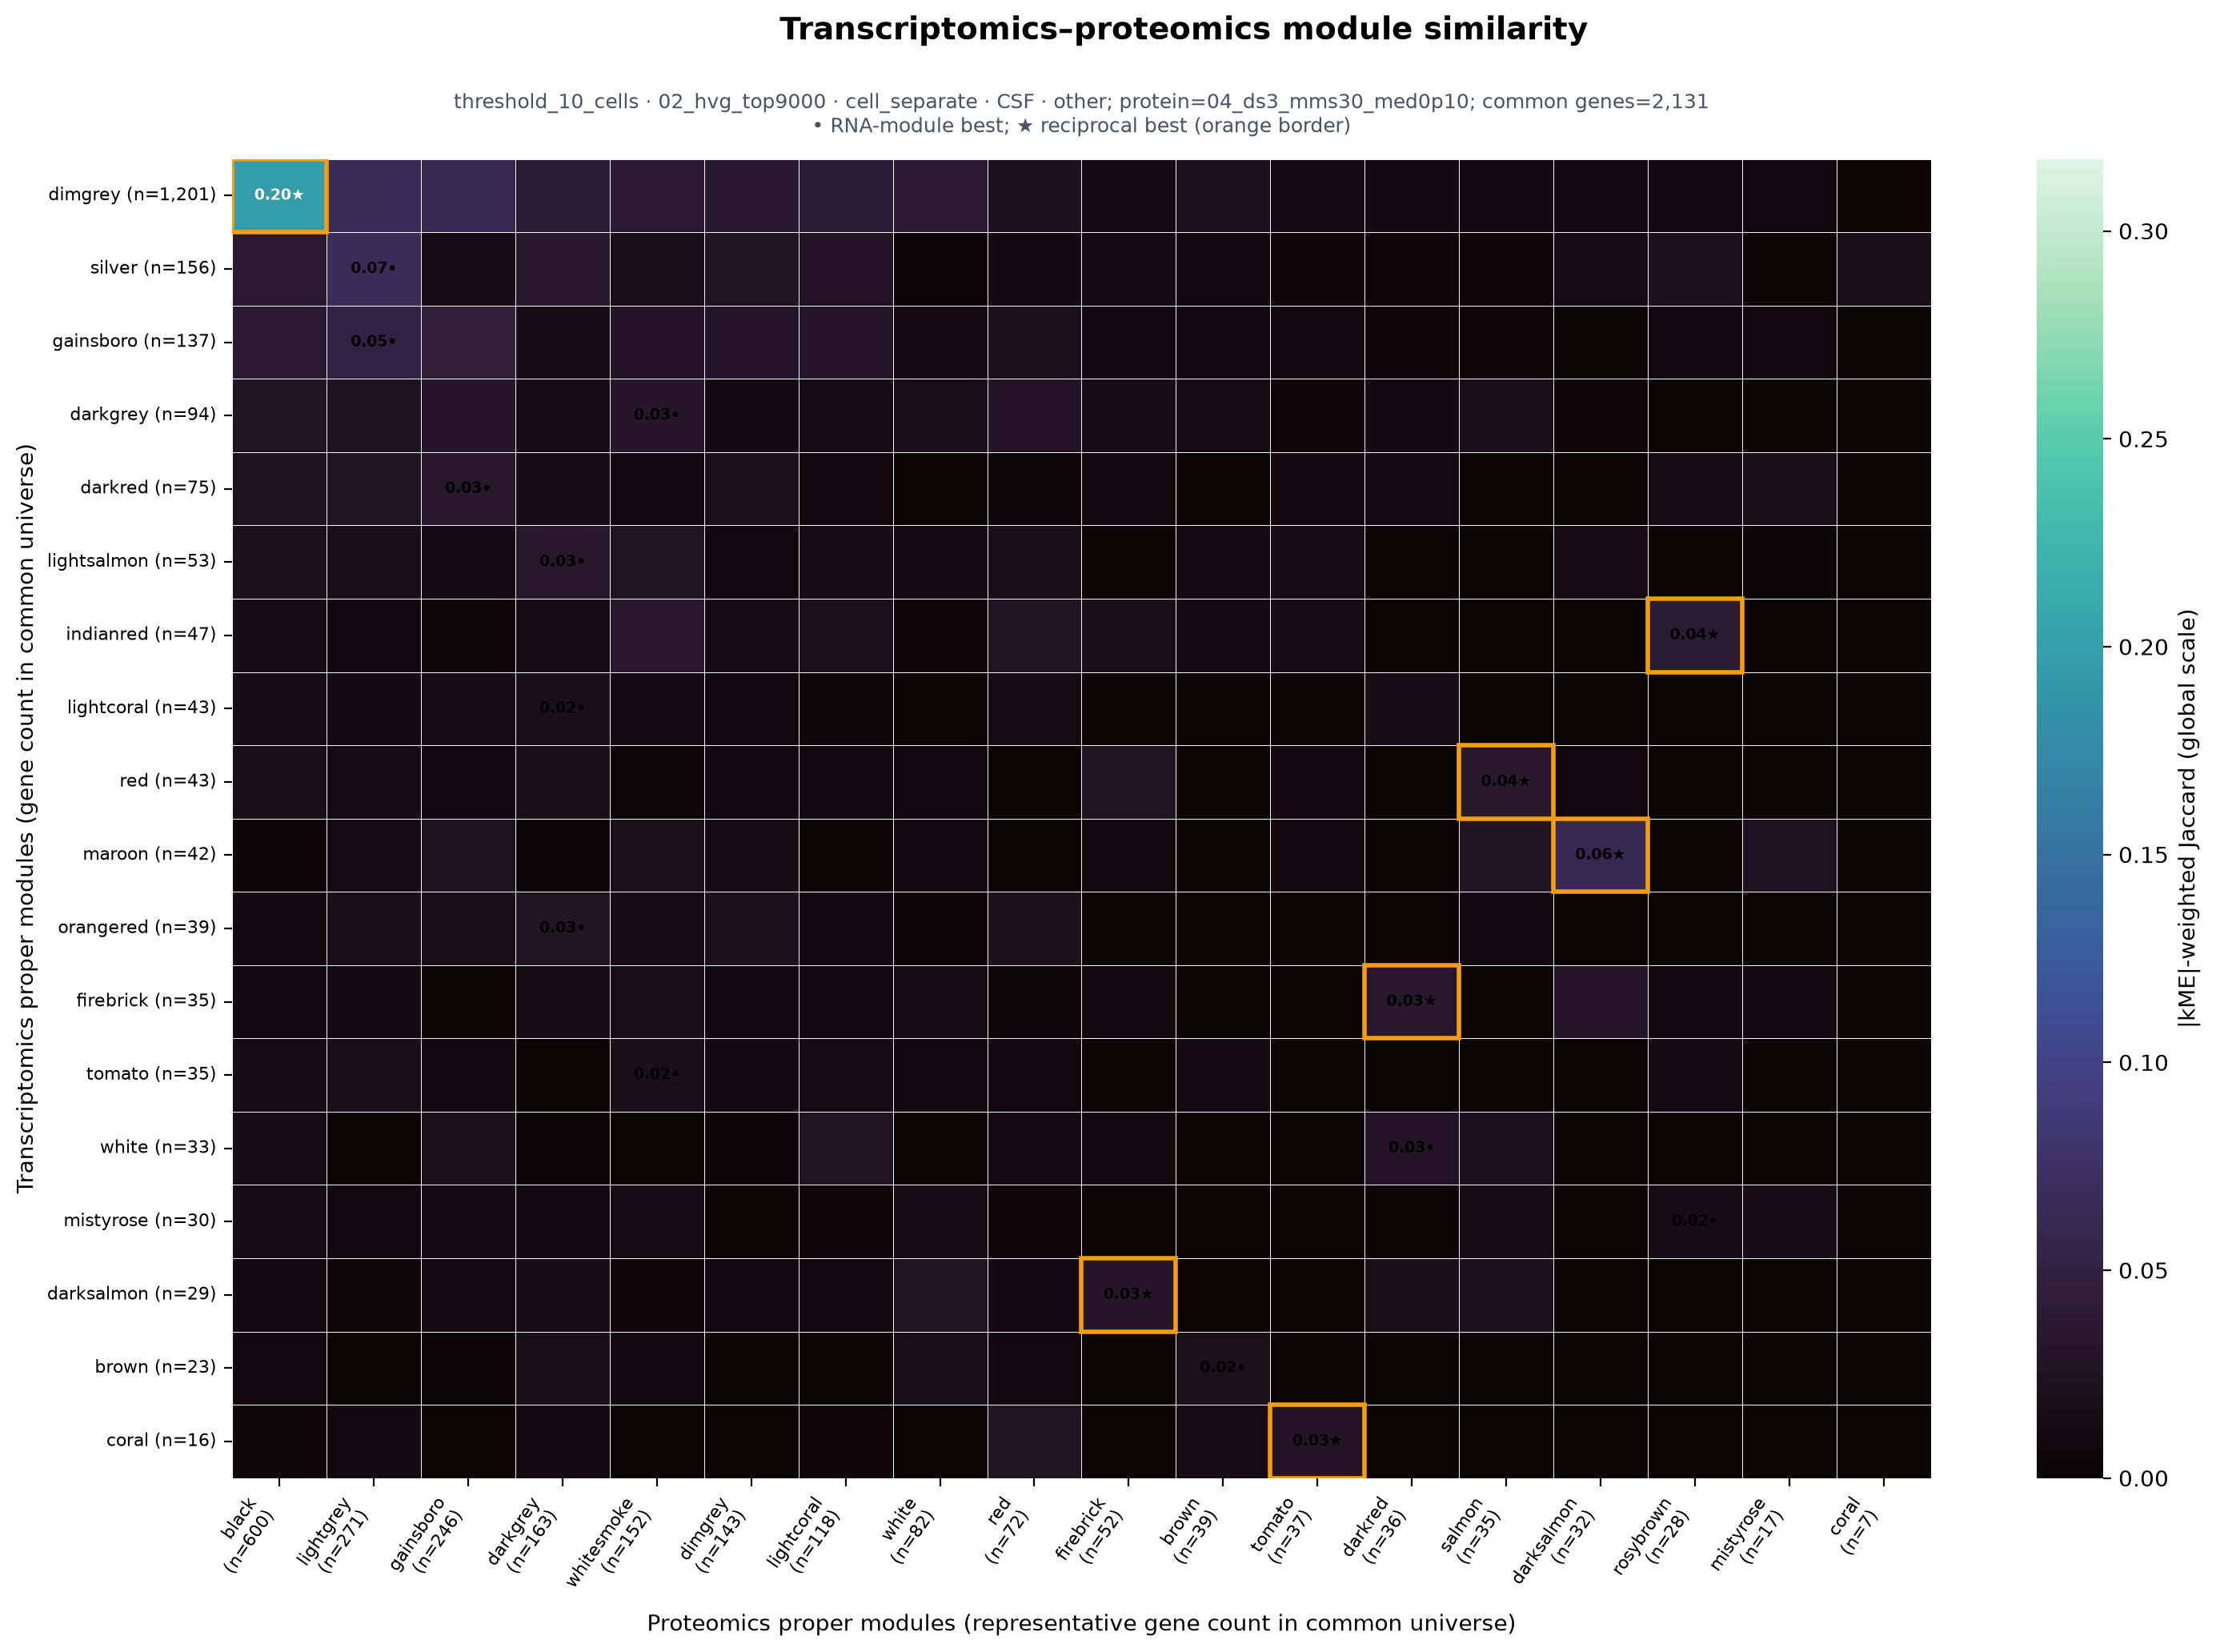 Transcriptomics–proteomics module similarity
threshold_10_cells · 02_hvg_top9000 · cell_separate · CSF · other; protein=04_ds3_mms30_med0p10; common genes=2,131
• RNA-module best; ★ reciprocal best (orange border)
Transcriptomics proper modules (gene count in common universe)
dimgrey (n=1,201)
0.20★
silver (n=156)
0.07•
gainsboro (n=137)
0.05•
darkgrey (n=94)
0.03•
darkred (n=75)
0.03•
lightsalmon (n=53)
0.03•
indianred (n=47)
0.04★
lightcoral (n=43)
0.02•
red (n=43)
0.04★
maroon (n=42)
0.06★
orangered (n=39)
0.03•
firebrick (n=35)
0.03★
tomato (n=35)
0.02•
white (n=33)
0.03•
mistyrose (n=30)
0.02•
darksalmon (n=29)
0.03★
brown (n=23)
0.02•
coral (n=16)
0.03★
black
(n=600)
lightgrey
(n=271)
gainsboro
(n=246)
darkgrey
(n=163)
whitesmoke
(n=152)
dimgrey
(n=143)
lightcoral
(n=118)
white
(n=82)
red
(n=72)
firebrick
(n=52)
brown
(n=39)
tomato
(n=37)
darkred
(n=36)
salmon
(n=35)
darksalmon
(n=32)
rosybrown
(n=28)
mistyrose
(n=17)
coral
(n=7)
Proteomics proper modules (representative gene count in common universe)
0.30
0.25
0.20
0.15
0.10
0.05
0.00
|kME|-weighted Jaccard (global scale)